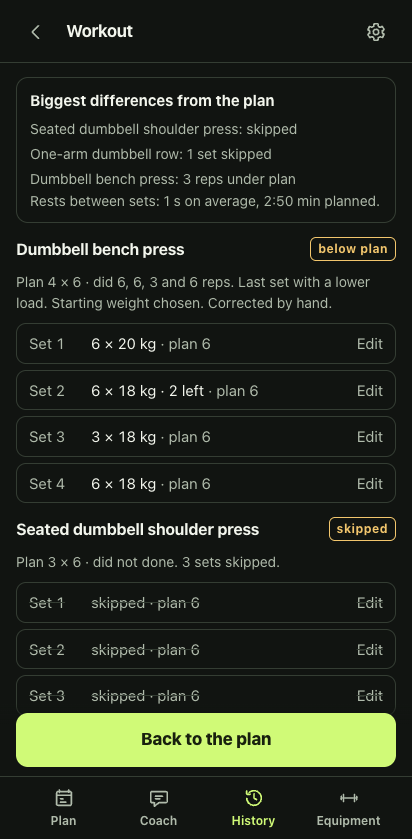 Workout
Biggest differences from the plan
Seated dumbbell shoulder press: skipped
One-arm dumbbell row: 1 set skipped
Dumbbell bench press: 3 reps under plan
Rests between sets: 1 s on average, 2:50 min planned.
Dumbbell bench press below plan
Plan 4 × 6 · did 6, 6, 3 and 6 reps. Last set with a lower
load. Starting weight chosen. Corrected by hand.
Set 1 6 × 20 kg · plan 6 Edit
Set 2 6 × 18 kg · 2 left · plan 6 Edit
Set 3 3 × 18 kg · plan 6 Edit
Set 4 6 × 18 kg · plan 6 Edit
Seated dumbbell shoulder press skipped
Plan 3 × 6 · did not done. 3 sets skipped.
Set 1 skipped · plan 6 Edit
Set 2 skipped · plan 6 Edit
Set 3 skipped · plan 6 Edit
Back to the plan
Plan Coach History Equipment